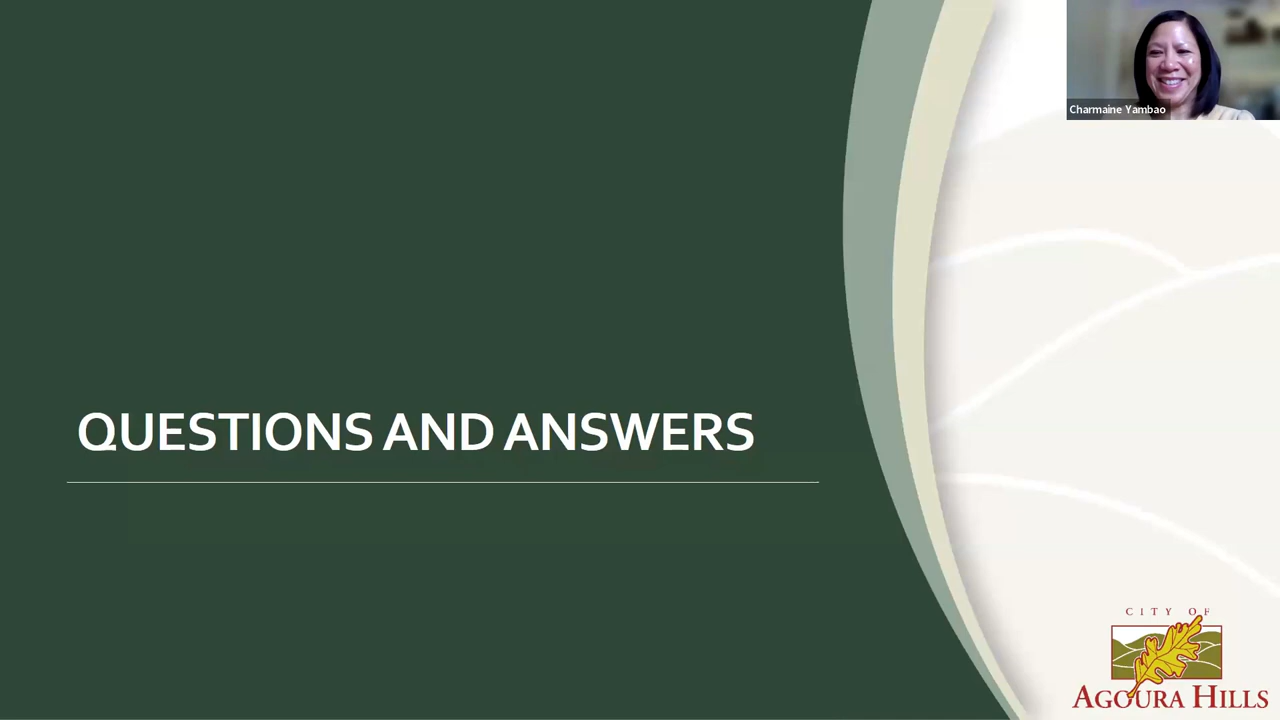 Charmaine Yambao
QUESTIONS AND ANSWERS
CITY OF
AGOURA HILLS